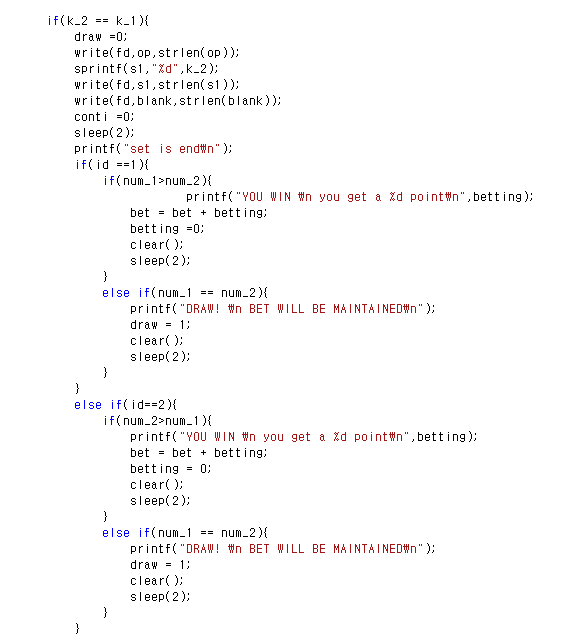 if(k_2 == k_1){
draw =0;
write(fd,op,strlen(op));
sprintf(s1,"%d",k_2);
write(fd,s1,strlen(s1));
write(fd,blank,strlen(blank));
conti =0;
sleep(2);
printf("set is end₩n");
if(id ==1){
if(num_1>num_2){
printf("YOU WIN ₩n you get a %d point₩n",betting);
bet = bet + betting;
betting =0;
clear();
sleep(2);
}
else if(num_1 == num_2){
printf("DRAW! ₩n BET WILL BE MAINTAINED₩n");
draw = 1;
clear();
sleep(2);
}
}
else if(id==2){
if(num_2>num_1){
printf("YOU WIN ₩n you get a %d point₩n",betting);
bet = bet + betting;
betting = 0;
clear();
sleep(2);
}
else if(num_1 == num_2){
printf("DRAW! ₩n BET WILL BE MAINTAINED₩n");
draw = 1;
clear();
sleep(2);
}
}